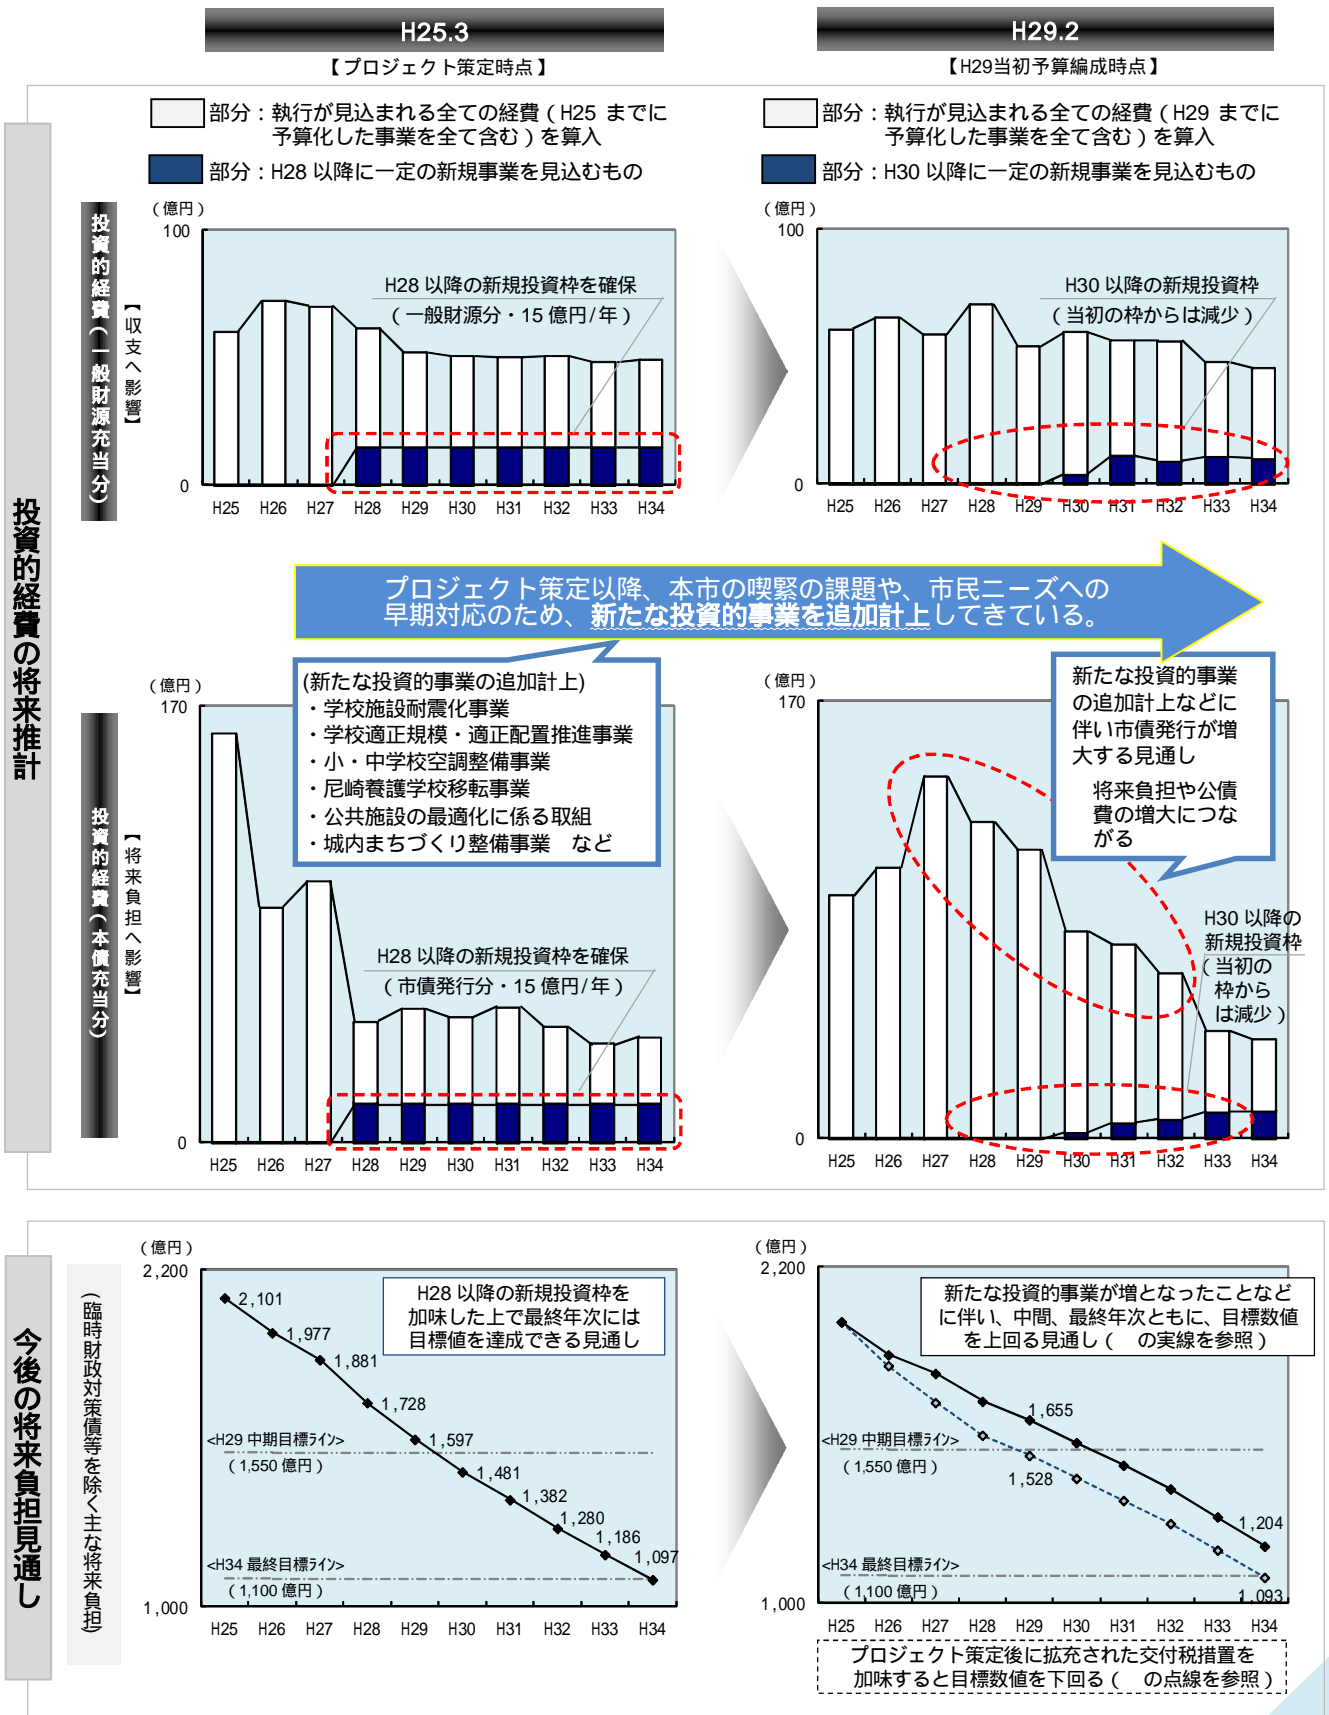 H25.3
【プロジェクト策定時点】
H29.2
【H29当初予算編成時点】
投資的経費の将来推計
部分：執行が見込まれる全ての経費（H25 までに
予算化した事業を全て含む）を算入
部分：H28 以降に一定の新規事業を見込むもの
部分：執行が見込まれる全ての経費（H29 までに
予算化した事業を全て含む）を算入
部分：H30 以降に一定の新規事業を見込むもの
投資的経費（一般財源充当分）
【収支へ影響】
（億円）
100
H28 以降の新規投資枠を確保
（一般財源分・15 億円/年）
0
H25 H26 H27 H28 H29 H30 H31 H32 H33 H34
（億円）
100
H30 以降の新規投資枠
（当初の枠からは減少）
0
H25 H26 H27 H28 H29 H30 H31 H32 H33 H34
プロジェクト策定以降、本市の喫緊の課題や、市民ニーズへの
早期対応のため、新たな投資的事業を追加計上してきている。
投資的経費（本債充当分）
【将来負担へ影響】
（億円）
170
(新たな投資的事業の追加計上)
・学校施設耐震化事業
・学校適正規模・適正配置推進事業
・小・中学校空調整備事業
・尼崎養護学校移転事業
・公共施設の最適化に係る取組
・城内まちづくり整備事業　など
H28 以降の新規投資枠を確保
（市債発行分・15 億円/年）
0
H25 H26 H27 H28 H29 H30 H31 H32 H33 H34
（億円）
170
新たな投資的事業
の追加計上などに
伴い市債発行が増
大する見通し
将来負担や公債
費の増大につな
がる
H30 以降の
新規投資枠
（当初の
枠から
は減少）
0
H25 H26 H27 H28 H29 H30 H31 H32 H33 H34
今後の将来負担見通し
(臨時財政対策債等を除く主な将来負担)
（億円）
2,200
H28 以降の新規投資枠を
加味した上で最終年次には
目標値を達成できる見通し
2,101
1,977
1,881
1,728
1,597
<H29 中期目標ライン>
（1,550 億円）
1,481
1,382
1,280
1,186
1,097
<H34 最終目標ライン>
（1,100 億円）
1,000
H25 H26 H27 H28 H29 H30 H31 H32 H33 H34
（億円）
2,200
新たな投資的事業が増となったことなど
に伴い、中間、最終年次ともに、目標数値
を上回る見通し（　の実線を参照）
1,655
<H29 中期目標ライン>
（1,550 億円）
1,528
1,204
<H34 最終目標ライン>
（1,100 億円）
1,093
1,000
H25 H26 H27 H28 H29 H30 H31 H32 H33 H34
プロジェクト策定後に拡充された交付税措置を
加味すると目標数値を下回る（　の点線を参照）